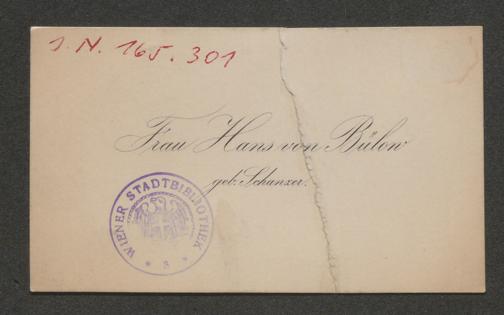 J. N. 165.301
Frau Hans von Bülow
geb. Schanzer.
WIENER STADTBIBLIOTHEK
* S *